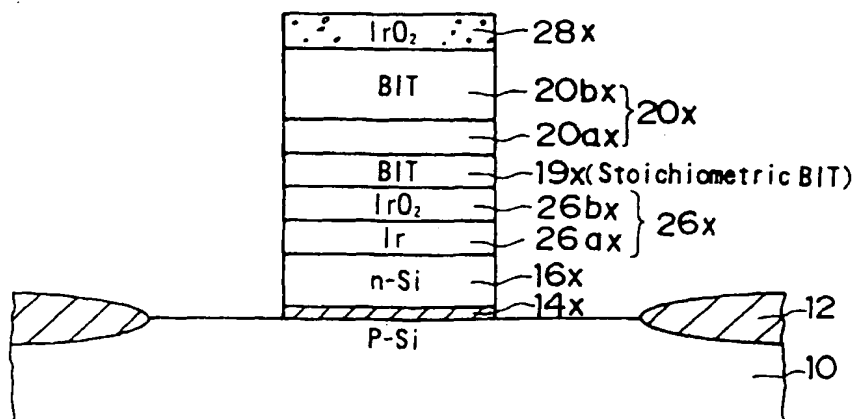 IrO₂ 28x
BIT 20bx
20x
20ax
BIT 19x(Stoichiometric BIT)
IrO₂ 26bx
26x
Ir 26ax
n-Si 16x
14x
P-Si
12
10